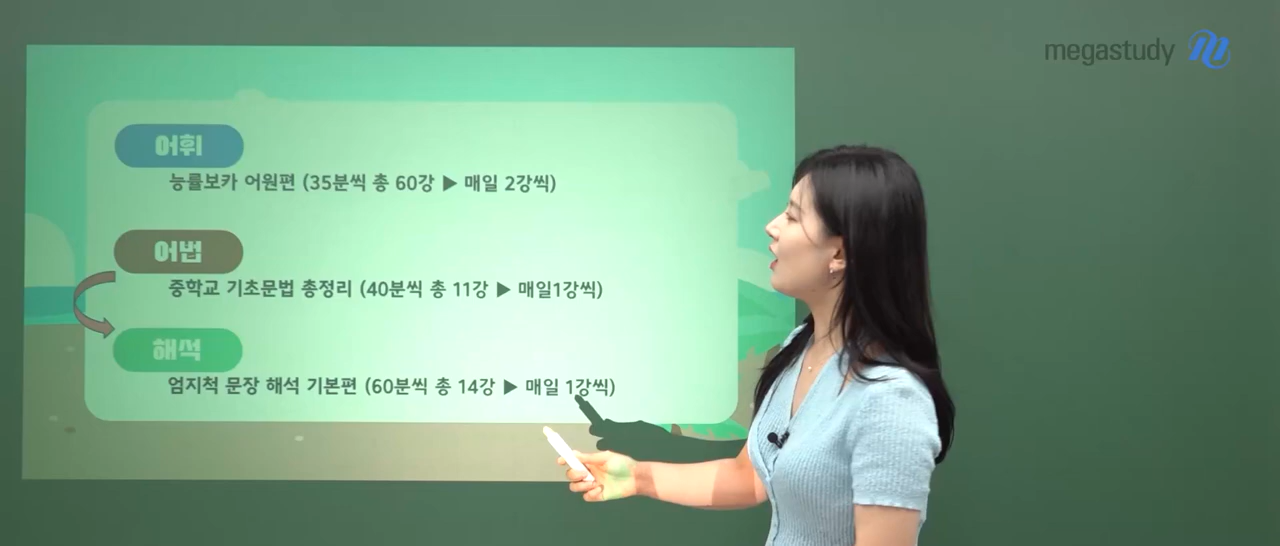 megastudy
어휘
능률보카 어원편 (35분씩 총 60강 ▶ 매일 2강씩)
어법
중학교 기초문법 총정리 (40분씩 총 11강 ▶ 매일1강씩)
해석
엄지척 문장 해석 기본편 (60분씩 총 14강 ▶ 매일 1강씩)